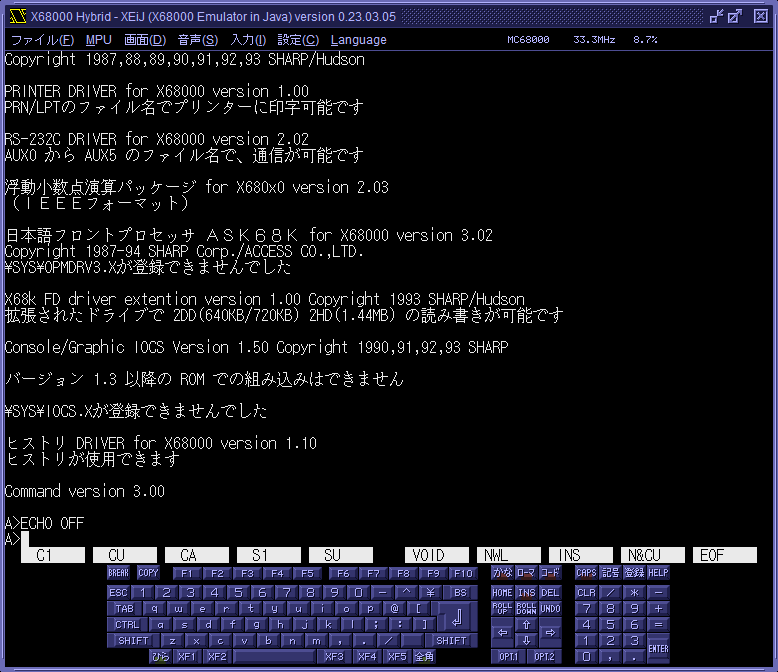 X68000 Hybrid - XEiJ (X68000 Emulator in Java) version 0.23.03.05
ファイル(F) MPU 画面(D) 音声(S) 入力(I) 設定(C) Language MC68000 33.3MHz 8.7%
Copyright 1987,88,89,90,91,92,93 SHARP/Hudson
PRINTER DRIVER for X68000 version 1.00
PRN/LPTのファイル名でプリンターに印字可能です
RS-232C DRIVER for X68000 version 2.02
AUX0 から AUX5 のファイル名で、通信が可能です
浮動小数点演算パッケージ for X680x0 version 2.03
（ＩＥＥＥフォーマット）
日本語フロントプロセッサ ＡＳＫ６８Ｋ for X68000 version 3.02
Copyright 1987-94 SHARP Corp./ACCESS CO.,LTD.
¥SYS¥OPMDRV3.Xが登録できませんでした
X68k FD driver extention version 1.00 Copyright 1993 SHARP/Hudson
拡張されたドライブで 2DD(640KB/720KB) 2HD(1.44MB) の読み書きが可能です
Console/Graphic IOCS Version 1.50 Copyright 1990,91,92,93 SHARP
バージョン 1.3 以降の ROM での組み込みはできません
¥SYS¥IOCS.Xが登録できませんでした
ヒストリ DRIVER for X68000 version 1.10
ヒストリが使用できます
Command version 3.00
A>ECHO OFF
A>
C1 CU CA S1 SU VOID NWL INS N&CU EOF
BREAK COPY F1 F2 F3 F4 F5 F6 F7 F8 F9 F10 かな ローマ コード CAPS 記号 登録 HELP
ESC 1 2 3 4 5 6 7 8 9 0 - ^ ¥ BS HOME INS DEL CLR / * -
TAB q w e r t y u i o p @ [ ROLL UP ROLL DOWN UNDO 7 8 9 +
CTRL a s d f g h j k l ; : ] ← ↑ → 4 5 6 =
SHIFT z x c v b n m , . / SHIFT ↓ 1 2 3 ENTER
ひら XF1 XF2 XF3 XF4 XF5 全角 OPT.1 OPT.2 0 , .